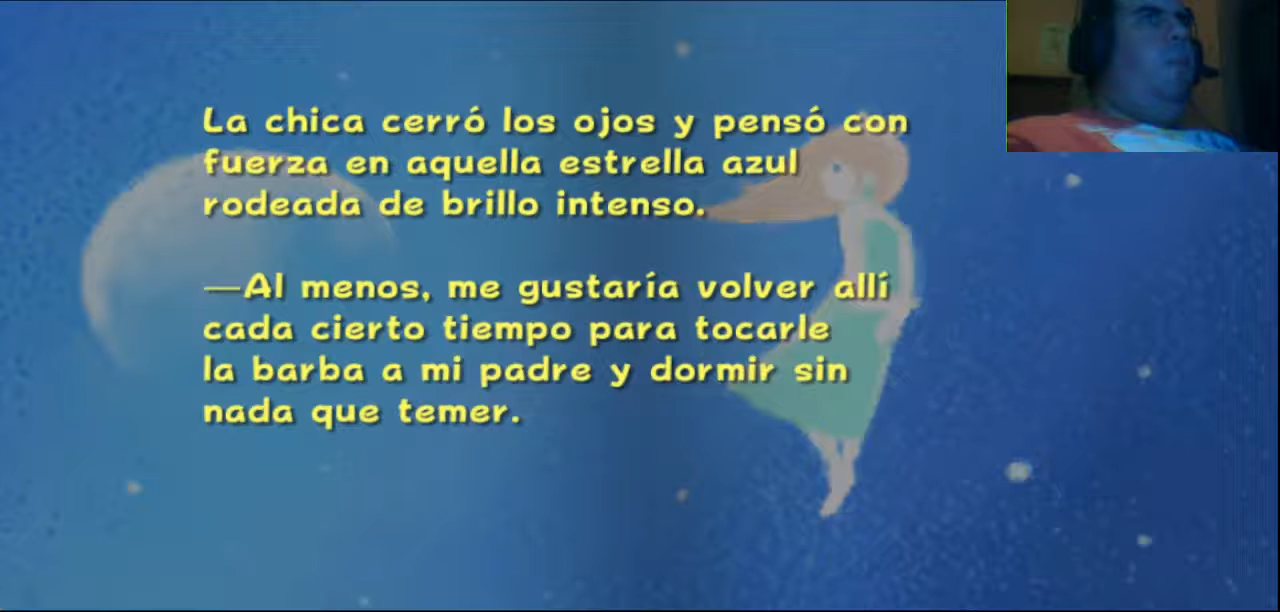 La chica cerró los ojos y pensó con
fuerza en aquella estrella azul
rodeada de brillo intenso.
—Al menos, me gustaría volver allí
cada cierto tiempo para tocarle
la barba a mi padre y dormir sin
nada que temer.